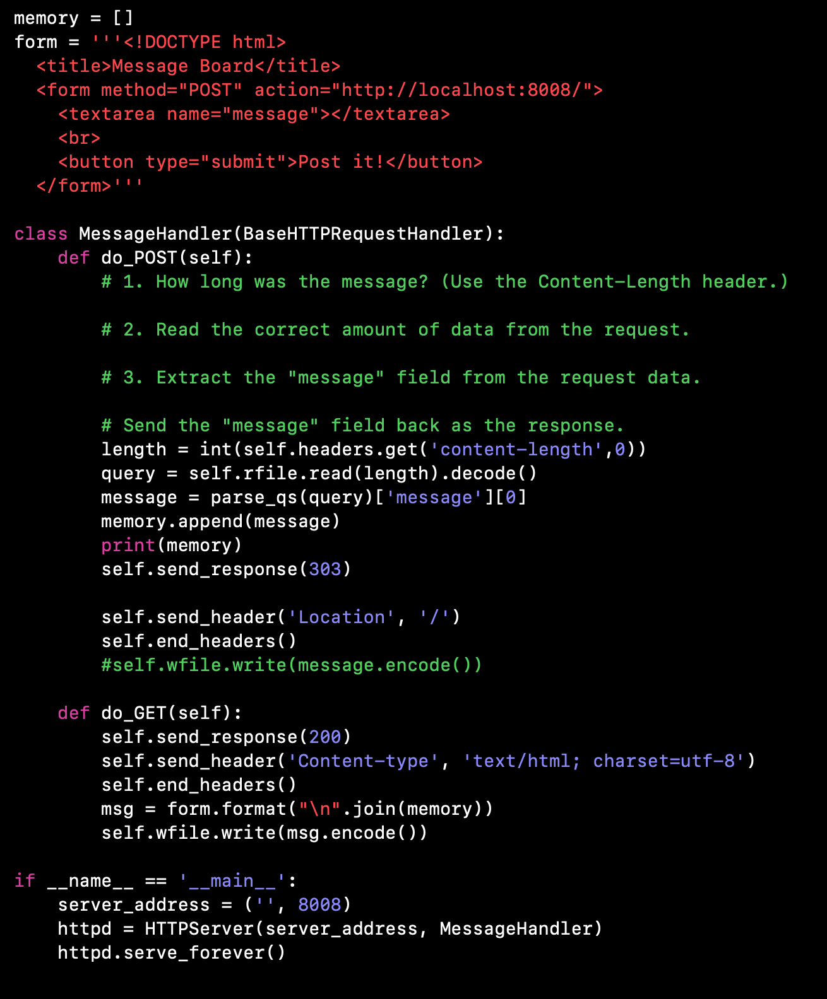 memory = []
form = '''<!DOCTYPE html>
  <title>Message Board</title>
  <form method="POST" action="http://localhost:8008/">
    <textarea name="message"></textarea>
    <br>
    <button type="submit">Post it!</button>
  </form>'''

class MessageHandler(BaseHTTPRequestHandler):
    def do_POST(self):
        # 1. How long was the message? (Use the Content-Length header.)

        # 2. Read the correct amount of data from the request.

        # 3. Extract the "message" field from the request data.

        # Send the "message" field back as the response.
        length = int(self.headers.get('content-length',0))
        query = self.rfile.read(length).decode()
        message = parse_qs(query)['message'][0]
        memory.append(message)
        print(memory)
        self.send_response(303)

        self.send_header('Location', '/')
        self.end_headers()
        #self.wfile.write(message.encode())

    def do_GET(self):
        self.send_response(200)
        self.send_header('Content-type', 'text/html; charset=utf-8')
        self.end_headers()
        msg = form.format("\n".join(memory))
        self.wfile.write(msg.encode())

if __name__ == '__main__':
    server_address = ('', 8008)
    httpd = HTTPServer(server_address, MessageHandler)
    httpd.serve_forever()